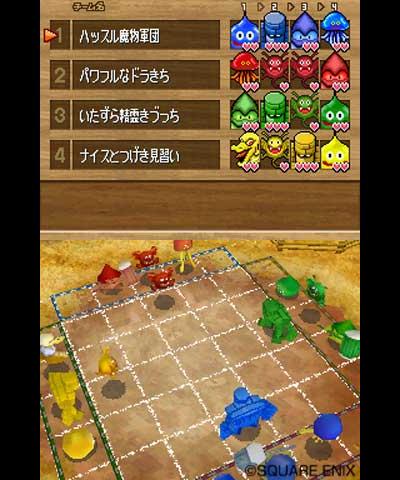 チーム名
1 2 3 4
1 ハッスル魔物軍団
2 パワフルなドラきち
3 いたずら精霊きづっち
4 ナイスとつげき見習い
©SQUARE ENIX